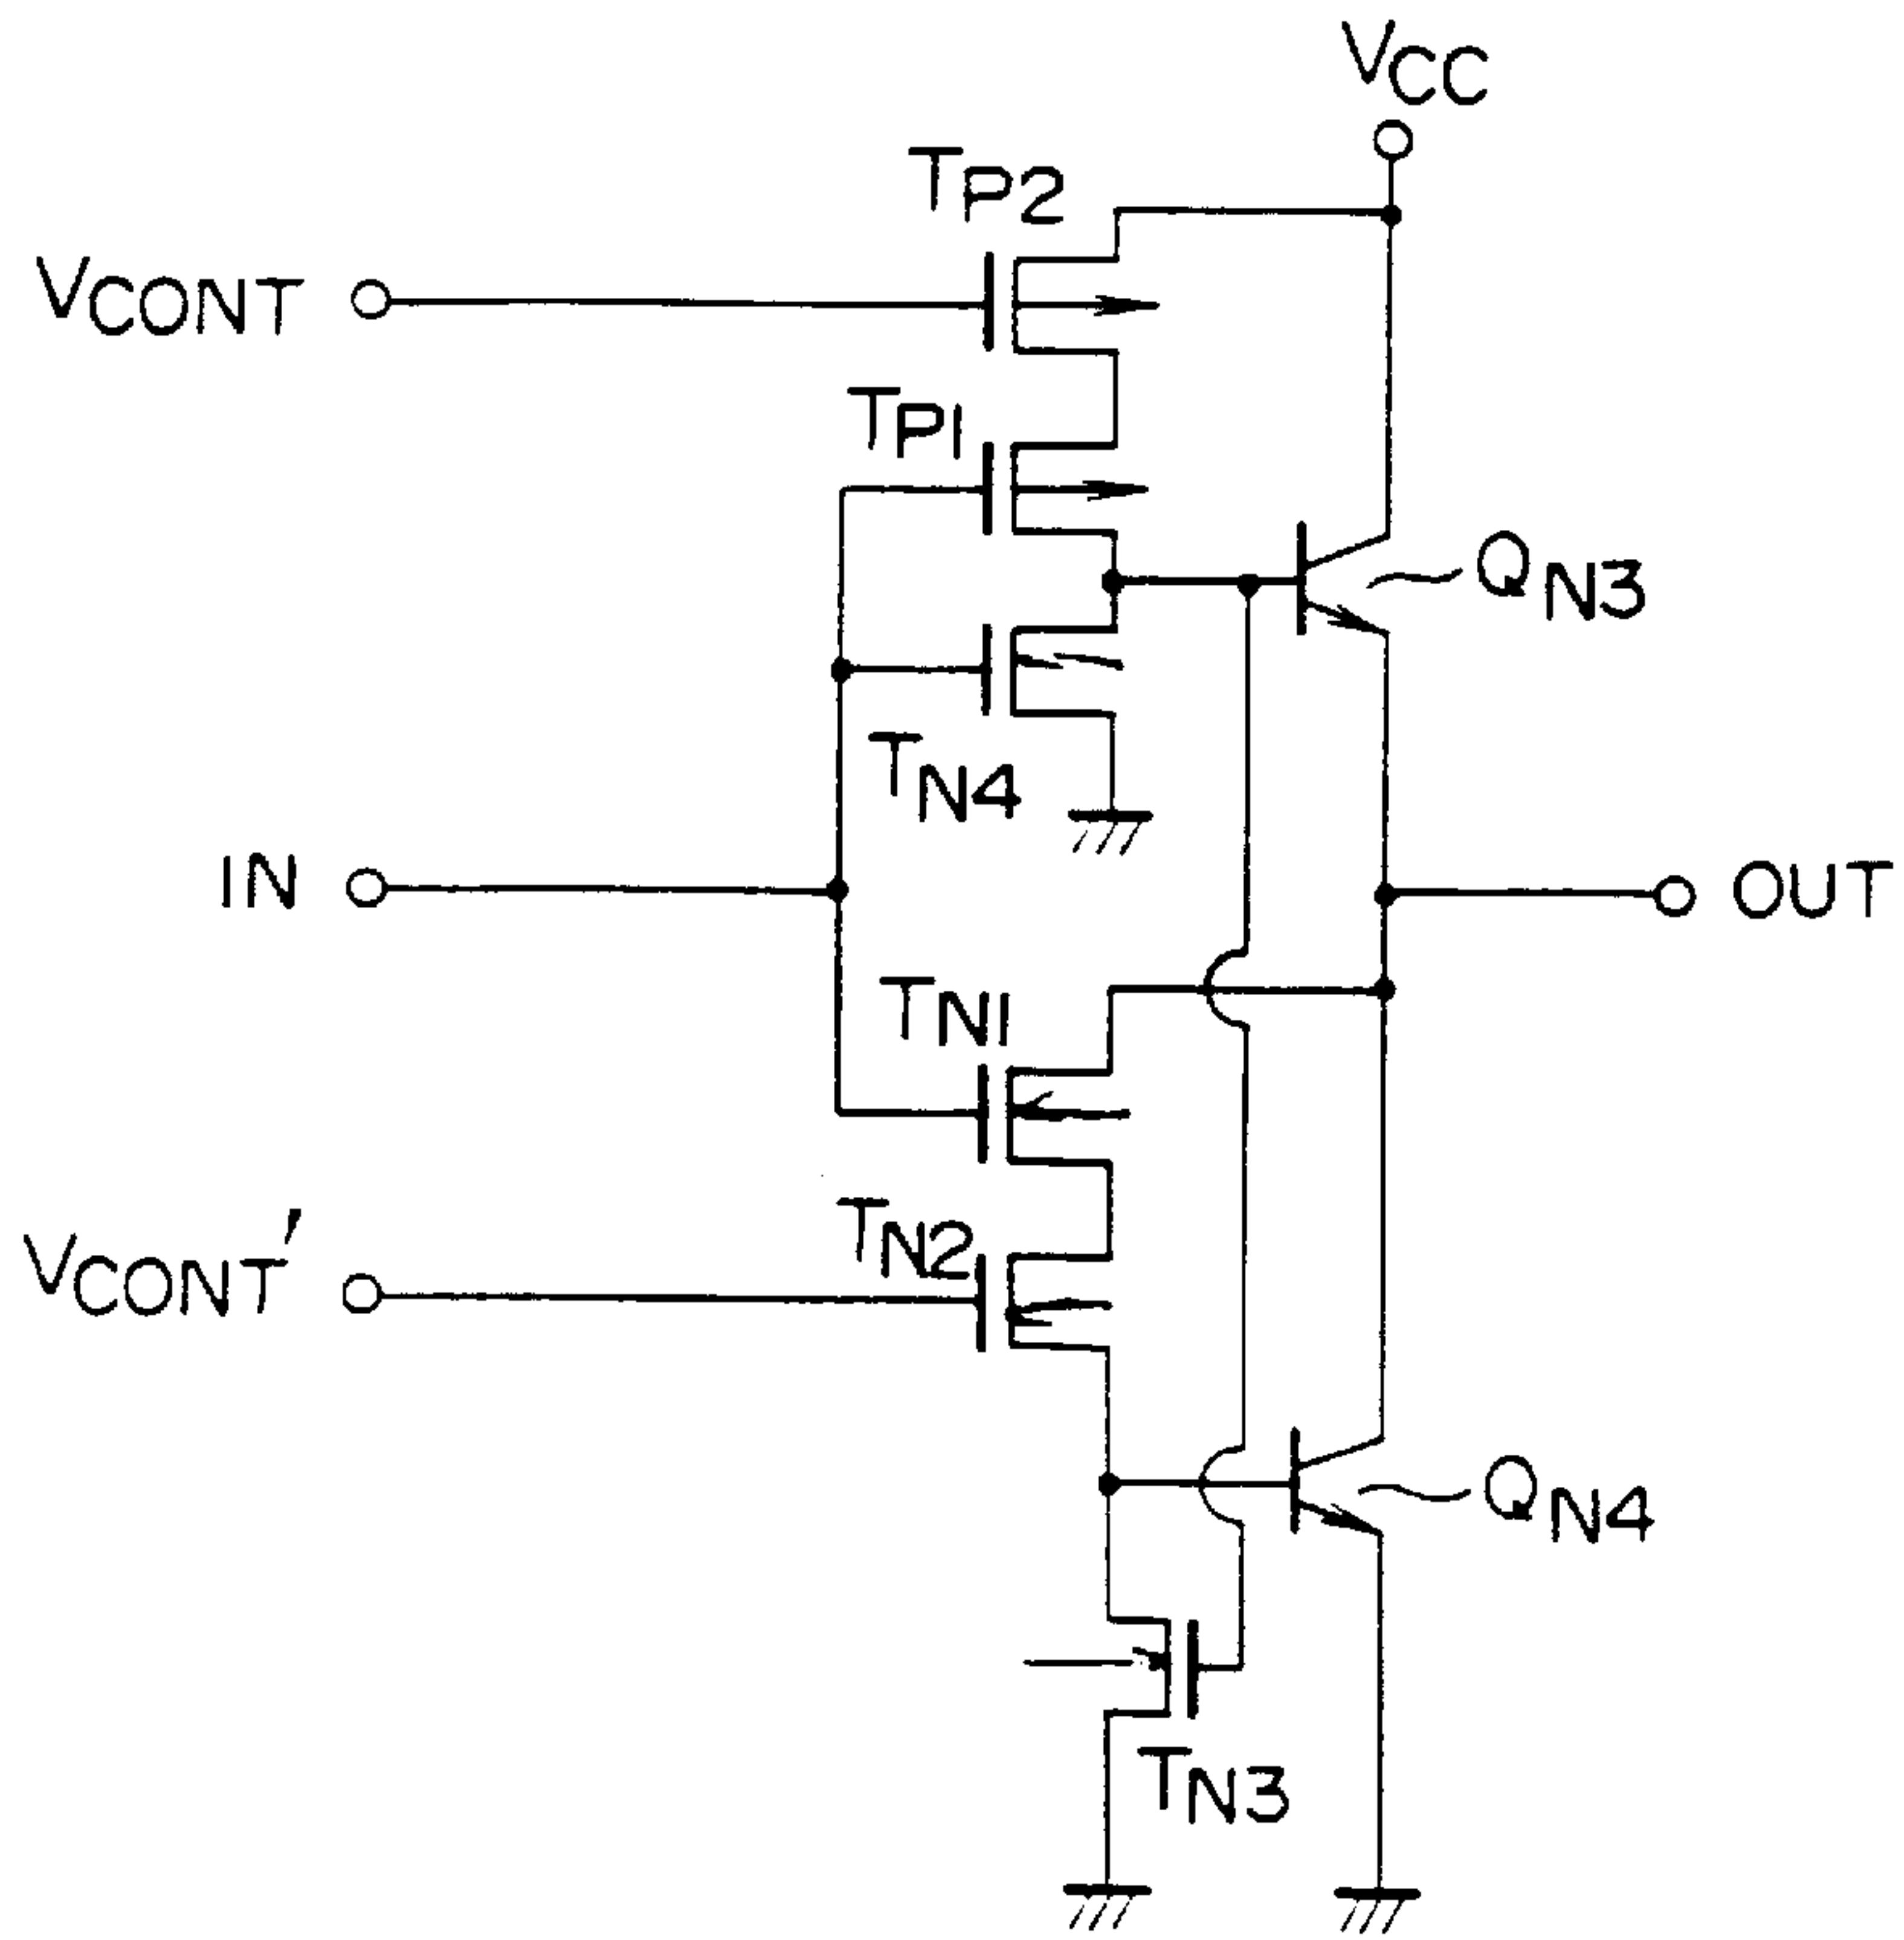 VCC
TP2
VCONT
TP1
QN3
TN4
IN
OUT
TN1
TN2
VCONT'
QN4
TN3